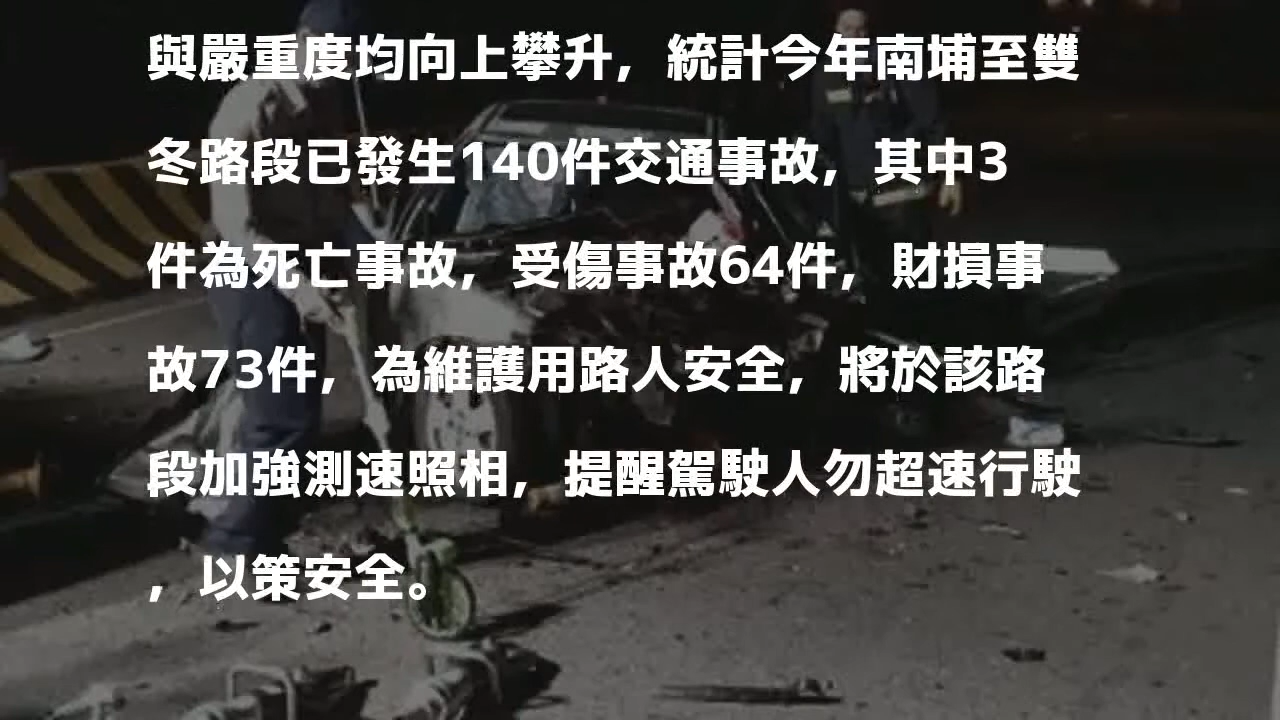 與嚴重度均向上攀升，統計今年南埔至雙
冬路段已發生140件交通事故，其中3
件為死亡事故，受傷事故64件，財損事
故73件，為維護用路人安全，將於該路
段加強測速照相，提醒駕駛人勿超速行駛
，以策安全。